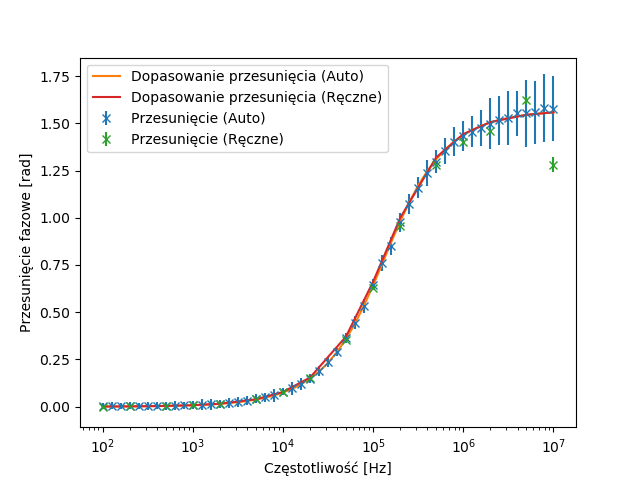 Dopasowanie przesunięcia (Auto)
Dopasowanie przesunięcia (Ręczne)
Przesunięcie (Auto)
Przesunięcie (Ręczne)
1.75
1.50
1.25
1.00
0.75
0.50
0.25
0.00
Przesunięcie fazowe [rad]
10² 10³ 10⁴ 10⁵ 10⁶ 10⁷
Częstotliwość [Hz]